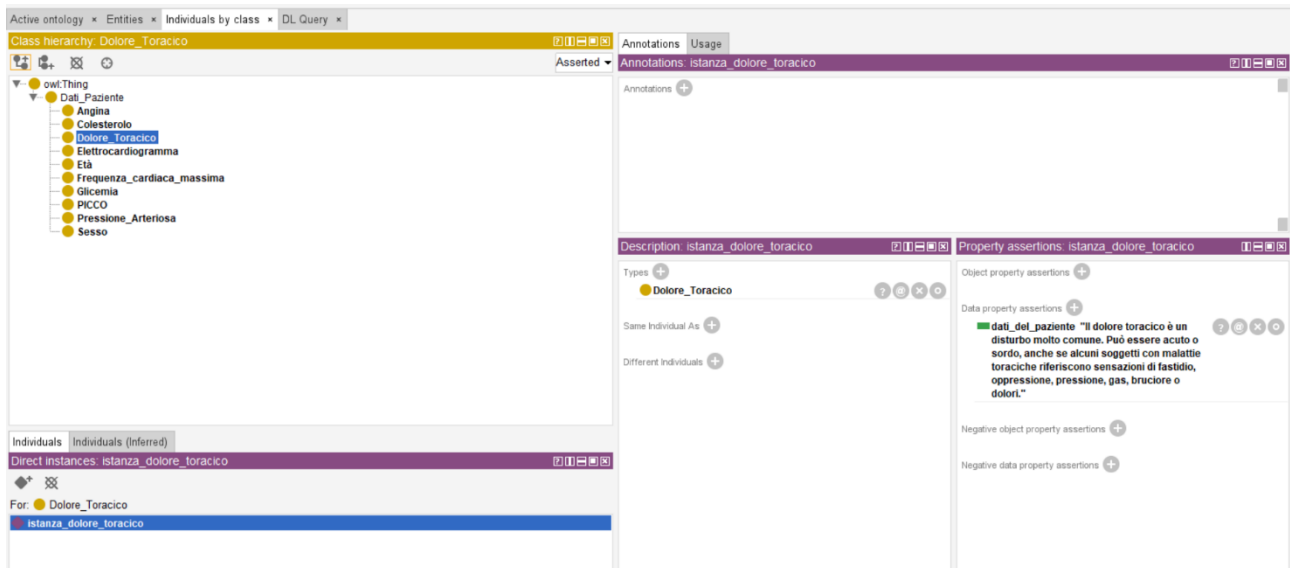 Active ontology × Entities × Individuals by class × DL Query ×
Class hierarchy: Dolore_Toracico
Asserted
owl:Thing
Dati_Paziente
Angina
Colesterolo
Dolore_Toracico
Elettrocardiogramma
Età
Frequenza_cardiaca_massima
Glicemia
PICCO
Pressione_Arteriosa
Sesso
Individuals Individuals (Inferred)
Direct instances: istanza_dolore_toracico
For: Dolore_Toracico
istanza_dolore_toracico
Annotations Usage
Annotations: istanza_dolore_toracico
Annotations
Description: istanza_dolore_toracico
Types
Dolore_Toracico
Same Individual As
Different Individuals
Property assertions: istanza_dolore_toracico
Object property assertions
Data property assertions
dati_del_paziente "Il dolore toracico è un
disturbo molto comune. Può essere acuto o
sordo, anche se alcuni soggetti con malattie
toraciche riferiscono sensazioni di fastidio,
oppressione, pressione, gas, bruciore o
dolori."
Negative object property assertions
Negative data property assertions